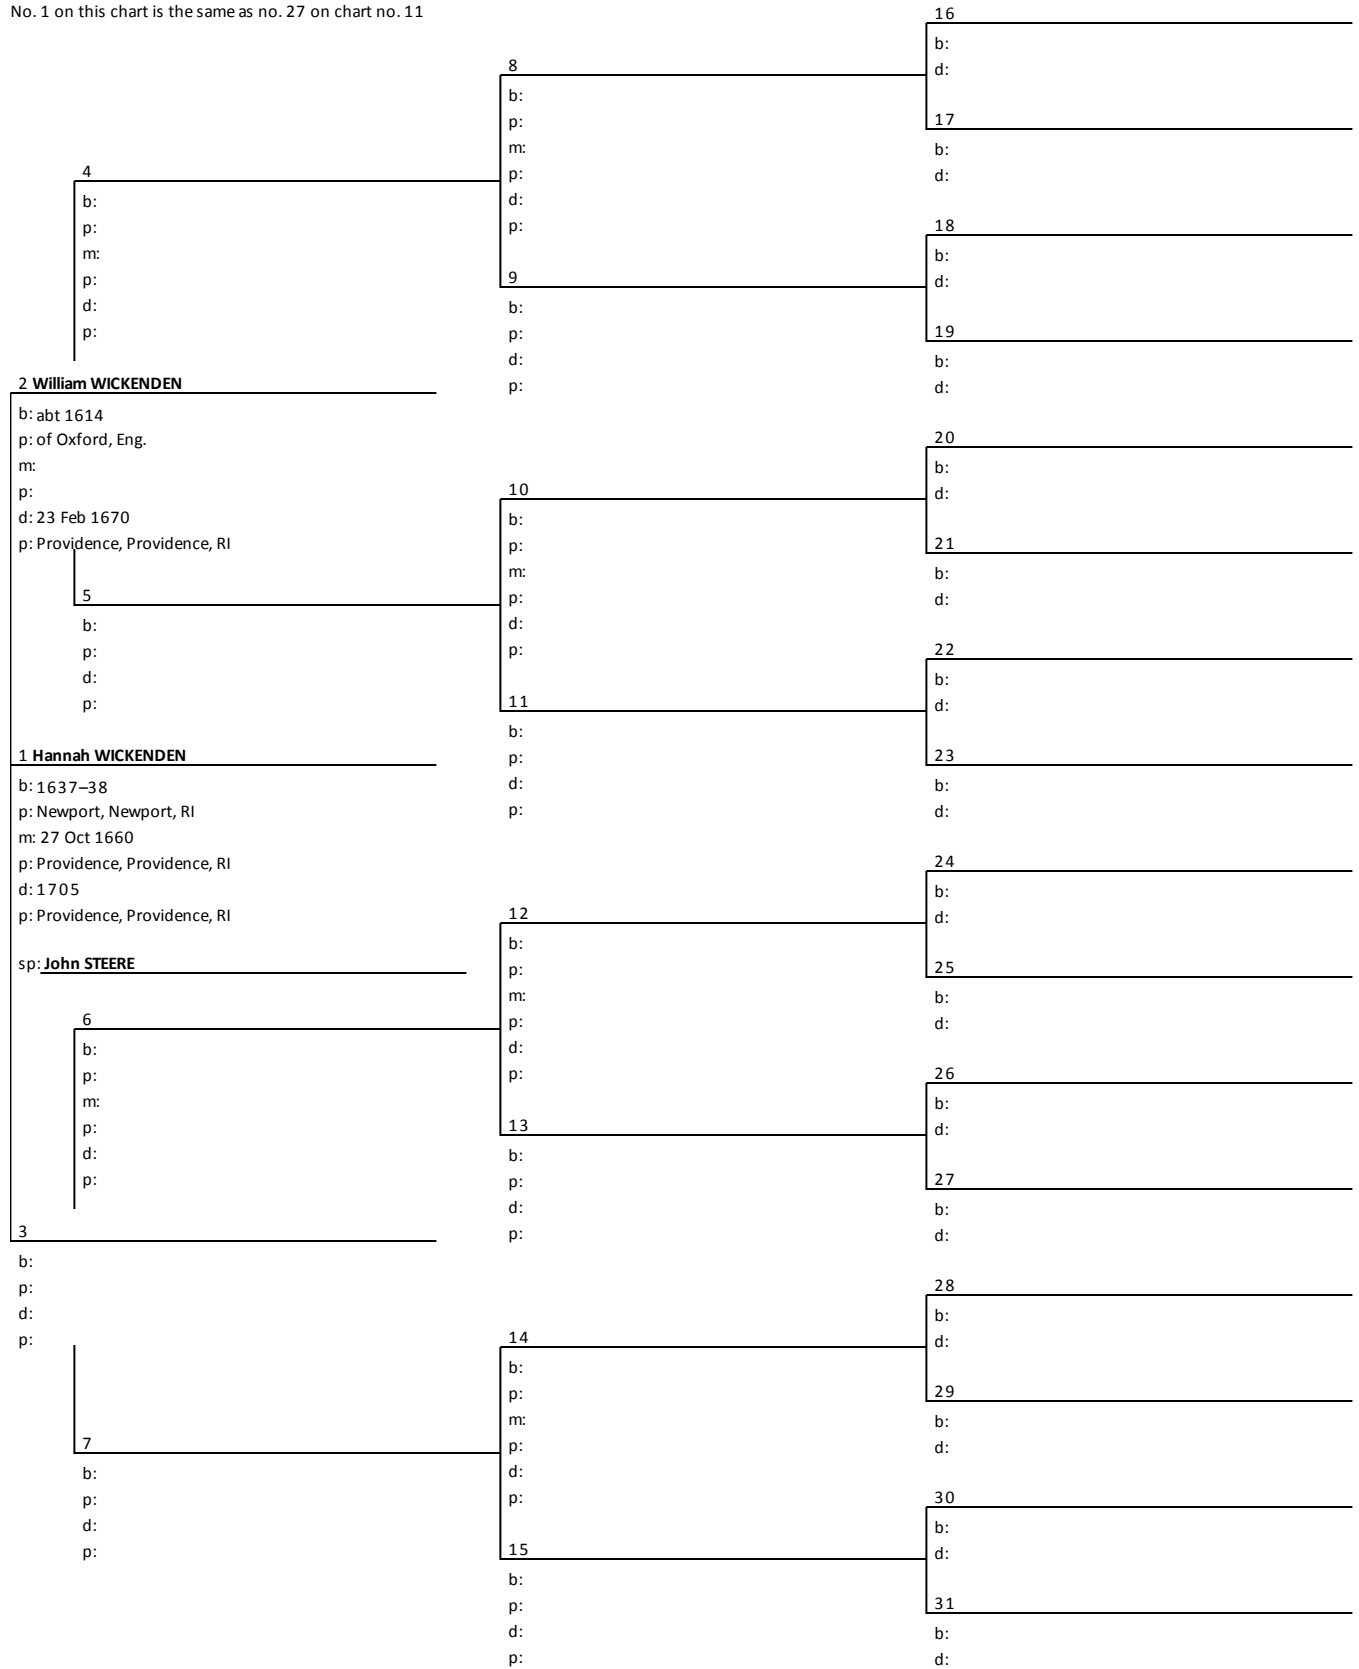 No. 1 on this chart is the same as no. 27 on chart no. 11
2 William WICKENDEN
b: abt 1614
p: of Oxford, Eng.
m:
p:
d: 23 Feb 1670
p: Providence, Providence, RI
1 Hannah WICKENDEN
b: 1637–38
p: Newport, Newport, RI
m: 27 Oct 1660
p: Providence, Providence, RI
d: 1705
p: Providence, Providence, RI
sp: John STEERE
3
b:
p:
d:
p:
4
b:
p:
m:
p:
d:
p:
5
b:
p:
d:
p:
6
b:
p:
m:
p:
d:
p:
7
b:
p:
d:
p:
8
b:
p:
m:
p:
d:
p:
9
b:
p:
d:
p:
10
b:
p:
m:
p:
d:
p:
11
b:
p:
d:
p:
12
b:
p:
m:
p:
d:
p:
13
b:
p:
d:
p:
14
b:
p:
m:
p:
d:
p:
15
b:
p:
d:
p:
16
b:
d:
17
b:
d:
18
b:
d:
19
b:
d:
20
b:
d:
21
b:
d:
22
b:
d:
23
b:
d:
24
b:
d:
25
b:
d:
26
b:
d:
27
b:
d:
28
b:
d:
29
b:
d:
30
b:
d:
31
b:
d: